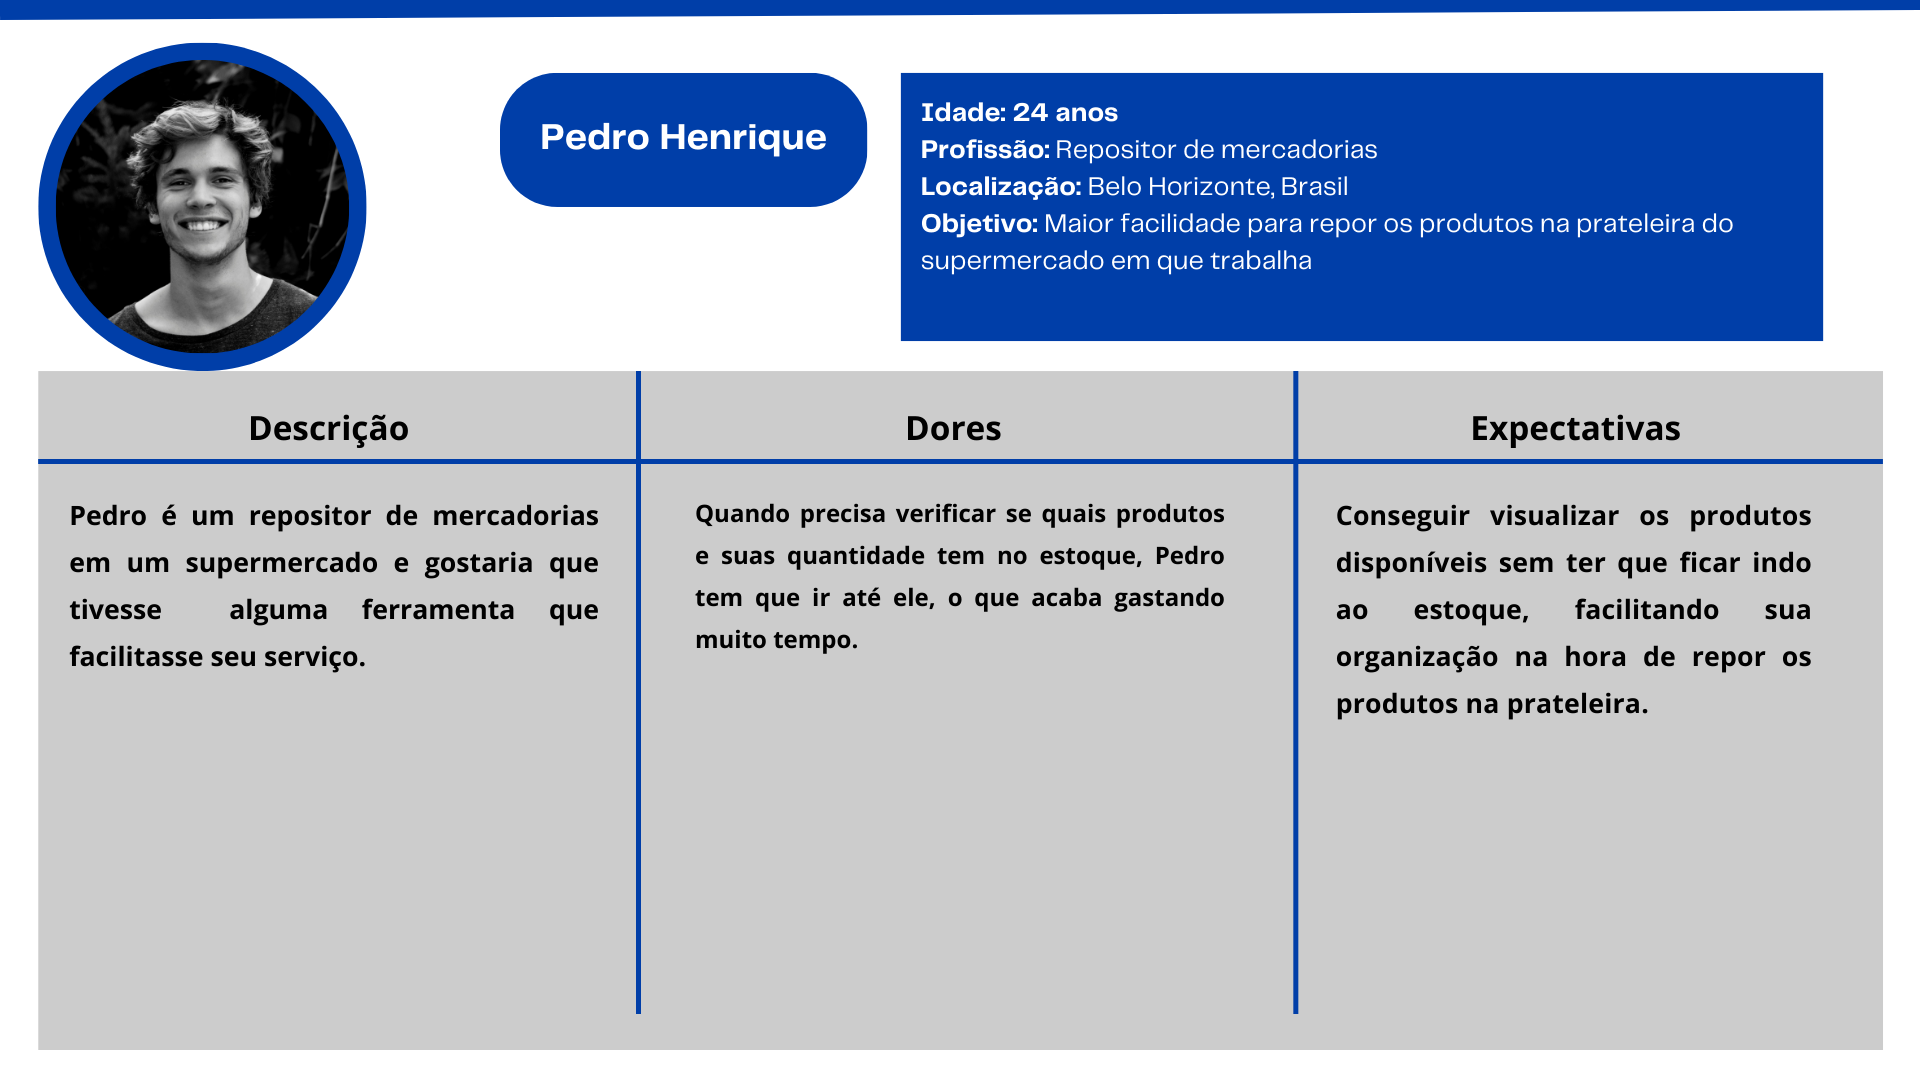 Pedro Henrique
Idade: 24 anos
Profissão: Repositor de mercadorias
Localização: Belo Horizonte, Brasil
Objetivo: Maior facilidade para repor os produtos na prateleira do
supermercado em que trabalha
Descrição
Pedro é um repositor de mercadorias
em um supermercado e gostaria que
tivesse alguma ferramenta que
facilitasse seu serviço.
Dores
Quando precisa verificar se quais produtos
e suas quantidade tem no estoque, Pedro
tem que ir até ele, o que acaba gastando
muito tempo.
Expectativas
Conseguir visualizar os produtos
disponíveis sem ter que ficar indo
ao estoque, facilitando sua
organização na hora de repor os
produtos na prateleira.